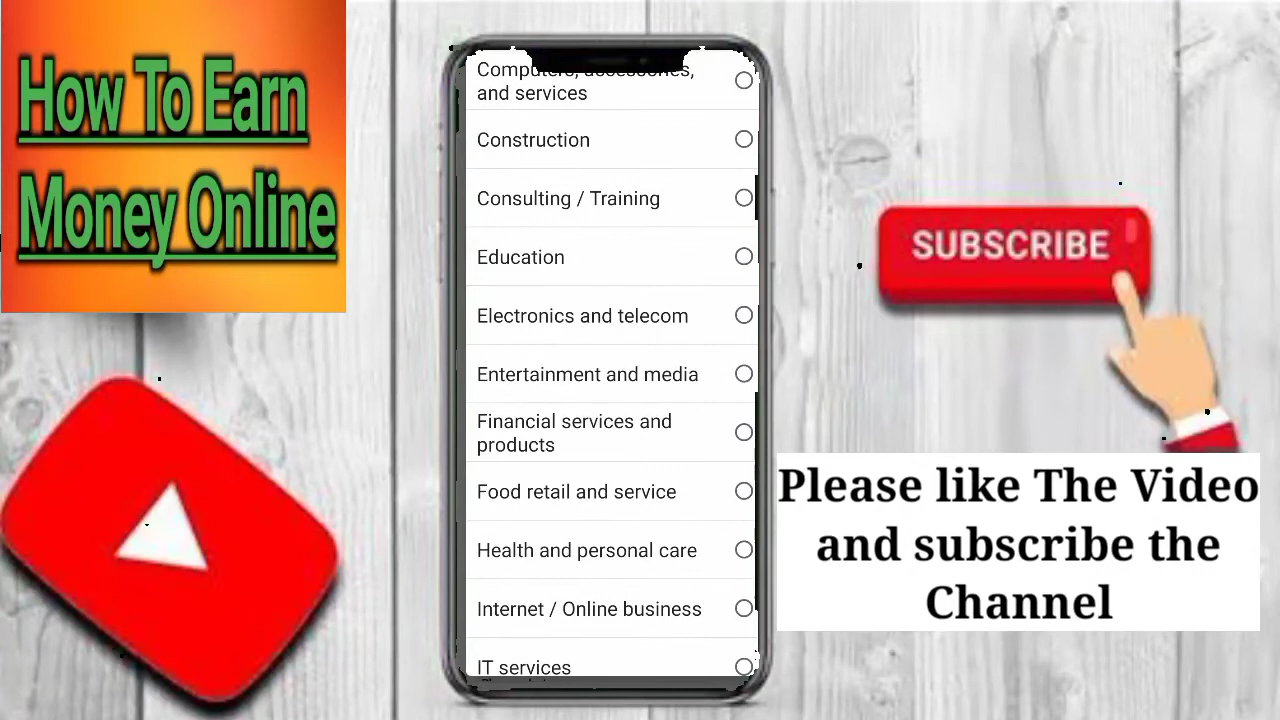 How To Earn
Money Online
Computers, accessories,
and services
Construction
Consulting / Training
Education
Electronics and telecom
Entertainment and media
Financial services and
products
Food retail and service
Health and personal care
Internet / Online business
IT services
SUBSCRIBE
Please like The Video
and subscribe the
Channel